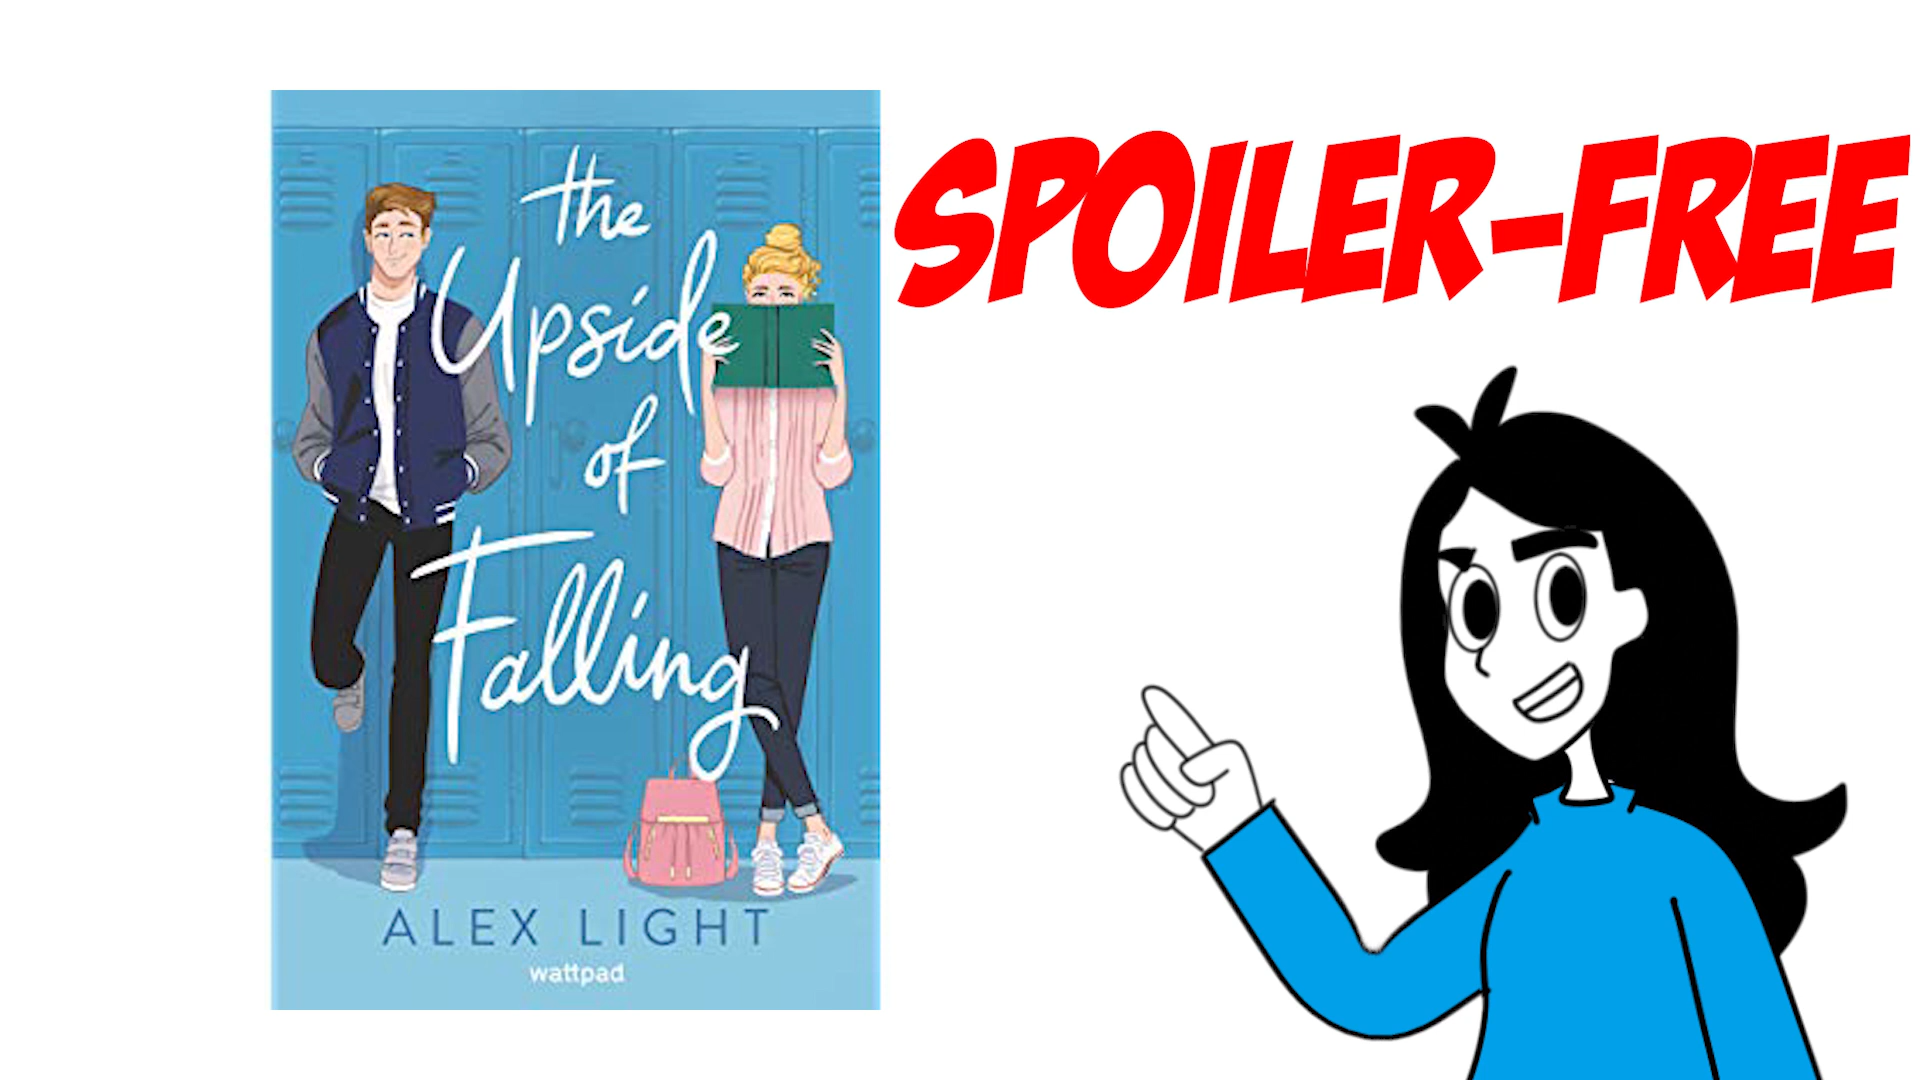 the
Upside
of
Falling
ALEX LIGHT
wattpad
SPOILER-FREE